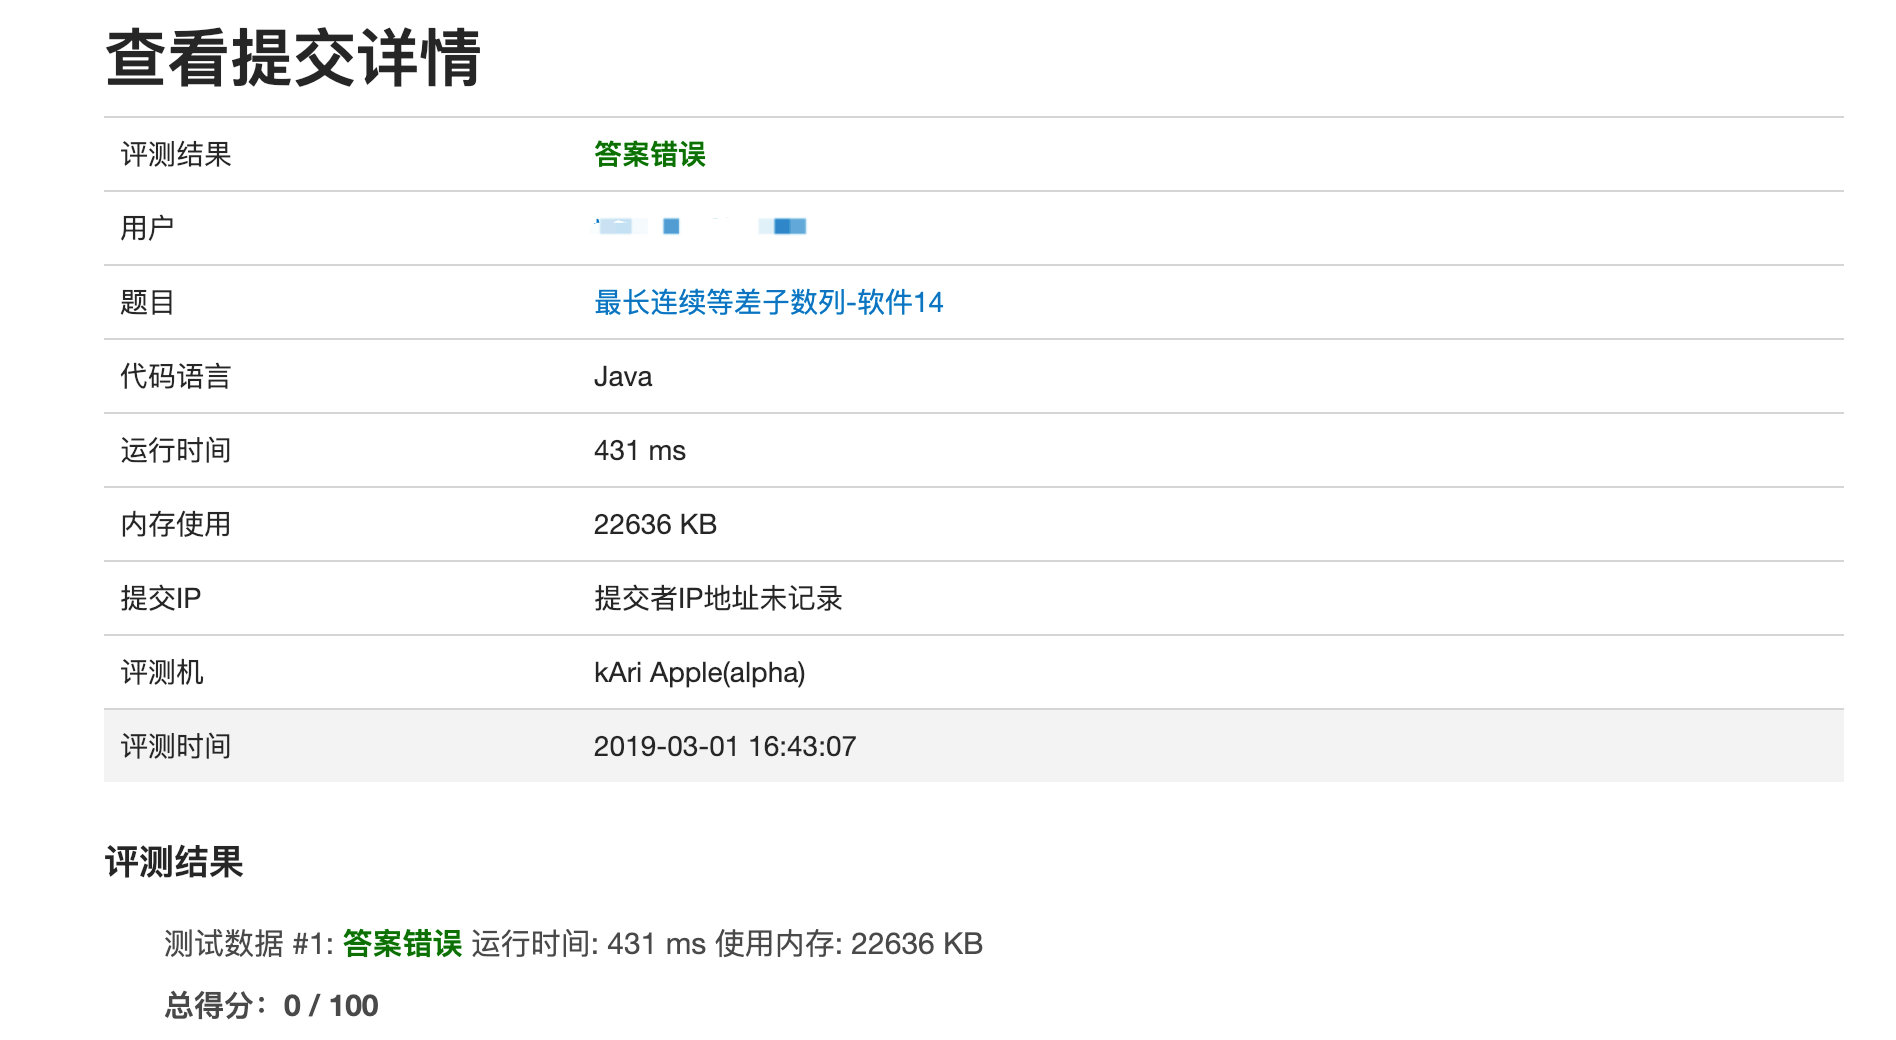 查看提交详情
评测结果 答案错误
用户
题目 最长连续等差子数列-软件14
代码语言 Java
运行时间 431 ms
内存使用 22636 KB
提交IP 提交者IP地址未记录
评测机 kAri Apple(alpha)
评测时间 2019-03-01 16:43:07
评测结果
测试数据 #1: 答案错误 运行时间: 431 ms 使用内存: 22636 KB
总得分：0 / 100